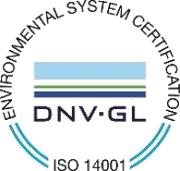 ENVIRONMENTAL SYSTEM CERTIFICATION
DNV·GL
ISO 14001